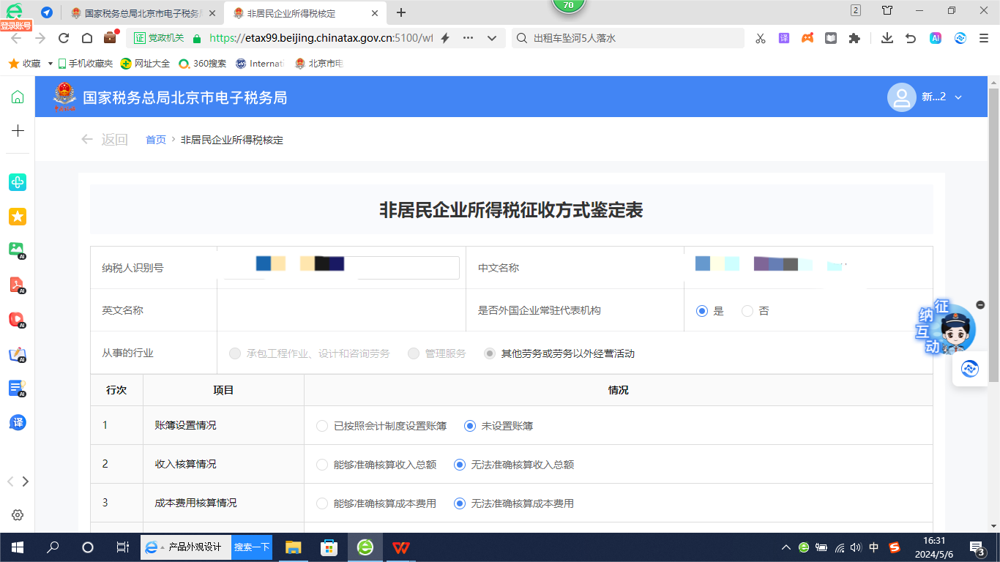 70
国家税务总局北京市电子税务局
非居民企业所得税核定
2
登录账号
证 党政机关
https://etax99.beijing.chinatax.gov.cn:5100/wf
出租车坠河5人落水
译
AI
收藏
手机收藏夹
网址大全
360搜索
Internati
北京市电
国家税务总局北京市电子税务局
新...2
返回
首页 > 非居民企业所得税核定
非居民企业所得税征收方式鉴定表
纳税人识别号
中文名称
英文名称
是否外国企业常驻代表机构 是 否
从事的行业 承包工程作业、设计和咨询劳务 管理服务 其他劳务或劳务以外经营活动
行次 项目 情况
1 账簿设置情况 已按照会计制度设置账簿 未设置账簿
2 收入核算情况 能够准确核算收入总额 无法准确核算收入总额
3 成本费用核算情况 能够准确核算成本费用 无法准确核算成本费用
征纳互动
AI
AI
AI
AI
AI
译
产品外观设计 搜索一下
中
16:31
2024/5/6
3